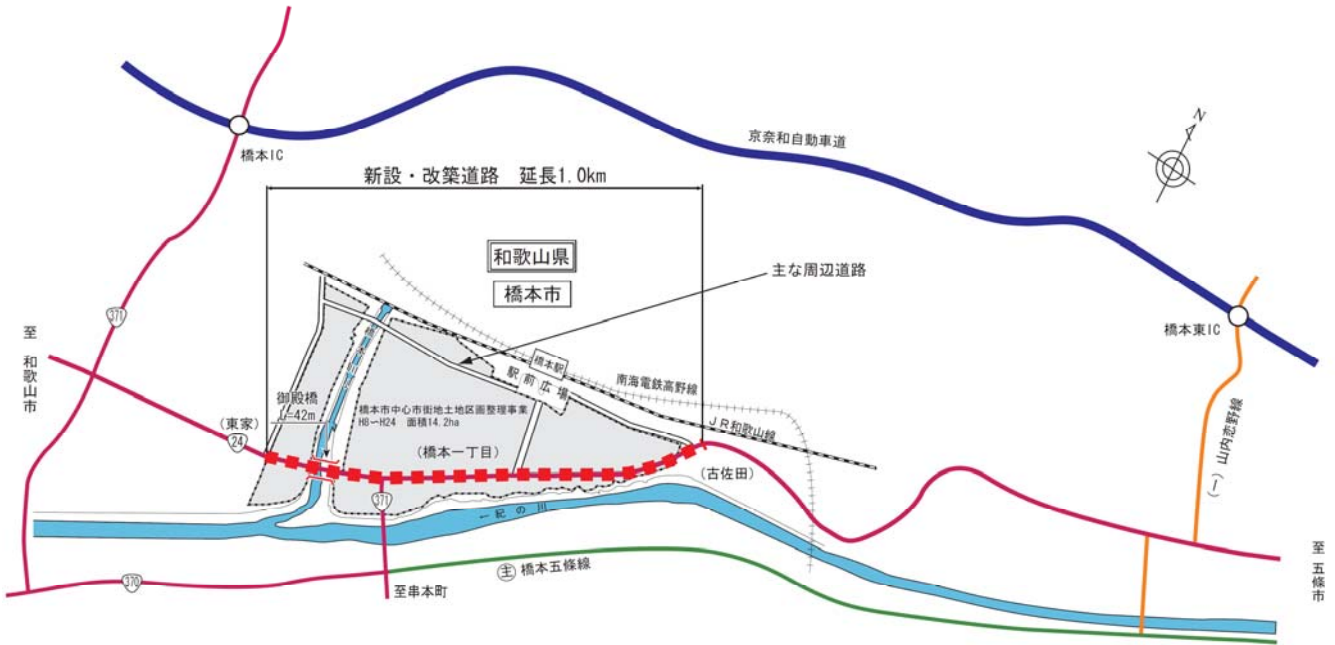 N
京奈和自動車道
橋本IC
新設・改築道路 延長1.0km
和歌山県
橋本市
主な周辺道路
371
至 和歌山市
橋本東IC
橋本駅
駅前広場
南海電鉄高野線
JR和歌山線
御殿橋
L=42m
橋本市中心市街地土地区画整理事業
H8~H24 面積14.2ha
(東家)
24
(橋本一丁目)
(古佐田)
(一)山内恋野線
371
紀の川
至 五條市
370
主 橋本五條線
至串本町